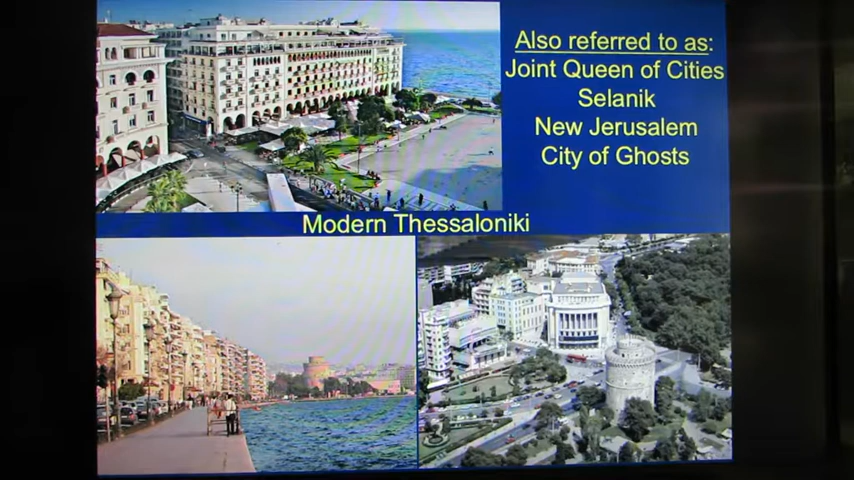 Also referred to as:
Joint Queen of Cities
Selanik
New Jerusalem
City of Ghosts
Modern Thessaloniki